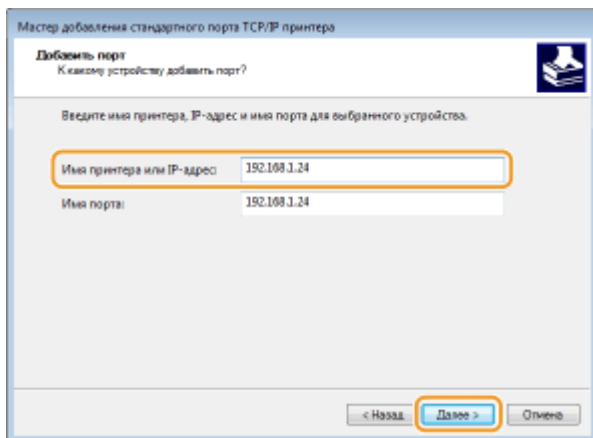 Мастер добавления стандартного порта TCP/IP принтера
Добавить порт
К какому устройству добавить порт?
Введите имя принтера, IP-адрес и имя порта для выбранного устройства.
Имя принтера или IP-адрес: 192.168.1.24
Имя порта: 192.168.1.24
< Назад Далее > Отмена